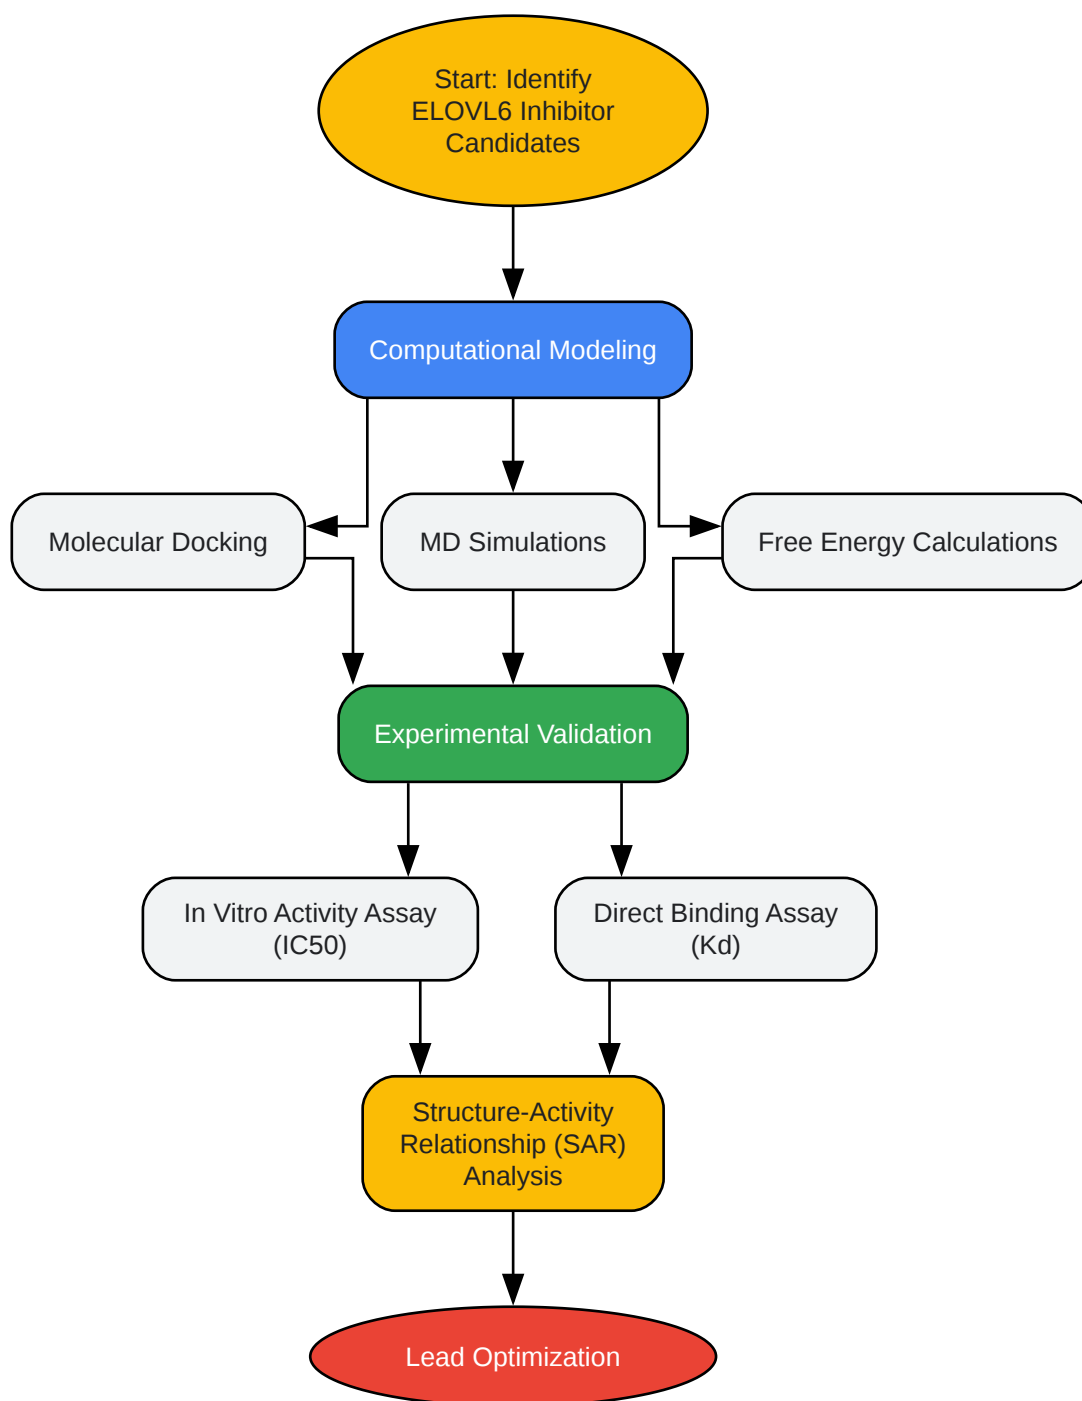 Start: Identify
ELOVL6 Inhibitor
Candidates
Computational Modeling
Molecular Docking
MD Simulations
Free Energy Calculations
Experimental Validation
In Vitro Activity Assay
(IC50)
Direct Binding Assay
(Kd)
Structure-Activity
Relationship (SAR)
Analysis
Lead Optimization